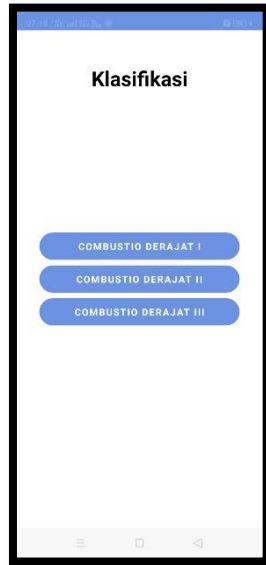 Klasifikasi
COMBUSTIO DERAJAT I
COMBUSTIO DERAJAT II
COMBUSTIO DERAJAT III